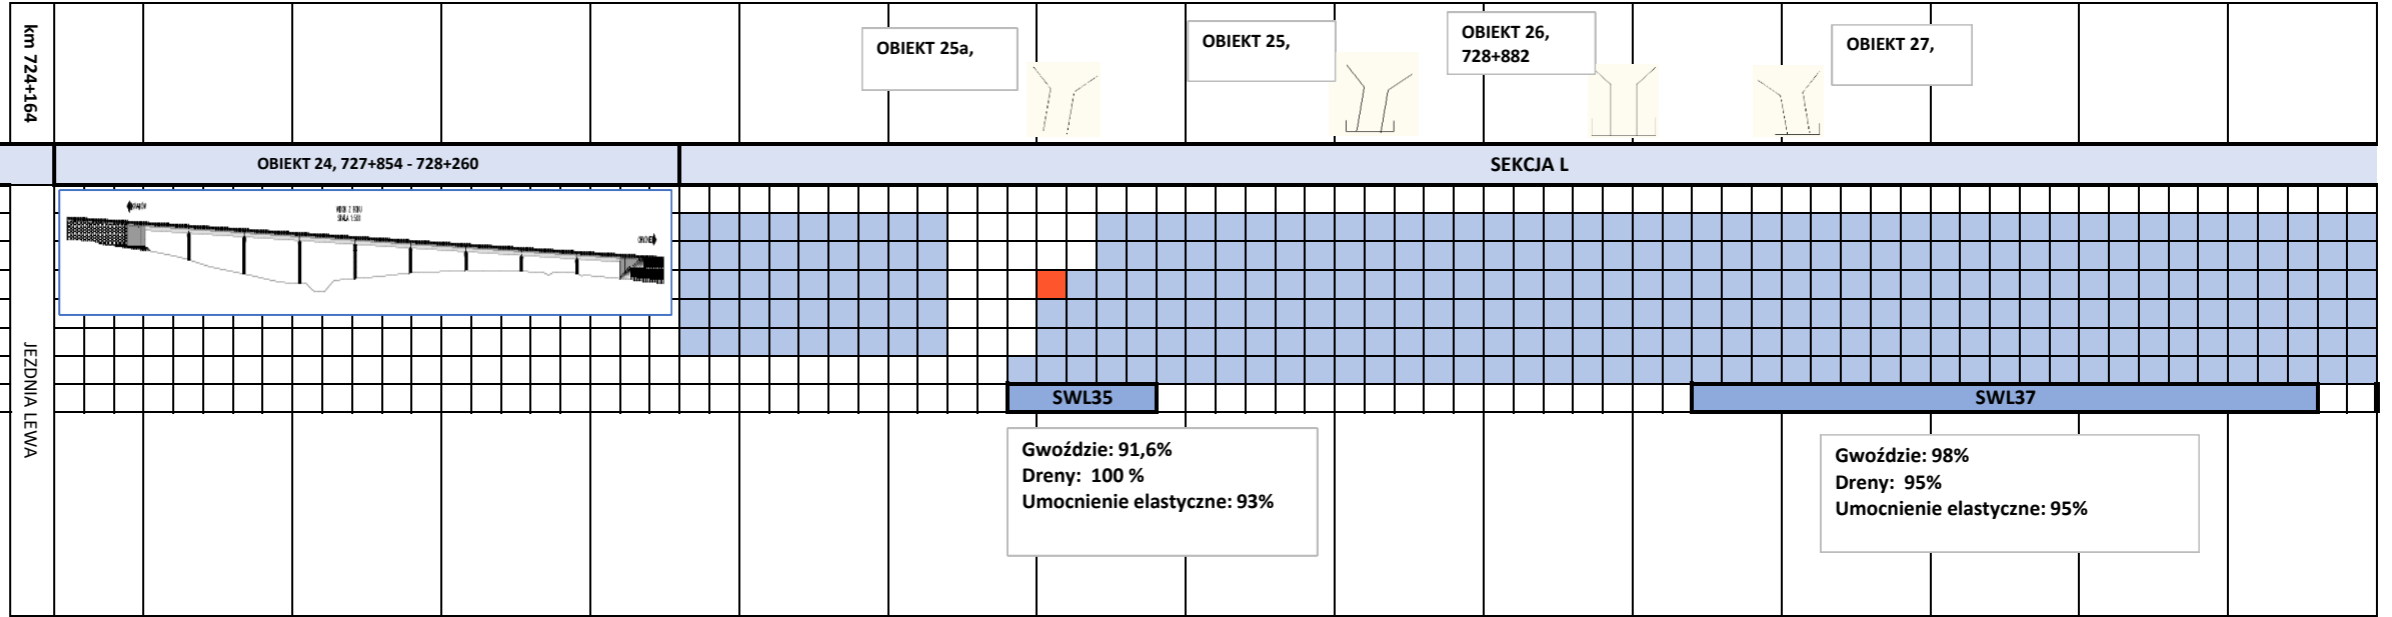 km 724+164
OBIEKT 25a,
OBIEKT 25,
OBIEKT 26,
728+882
OBIEKT 27,
OBIEKT 24, 727+854 - 728+260
SEKCJA L
JEZDNIA LEWA
SWL35
SWL37
Gwoździe: 91,6%
Dreny: 100 %
Umocnienie elastyczne: 93%
Gwoździe: 98%
Dreny: 95%
Umocnienie elastyczne: 95%